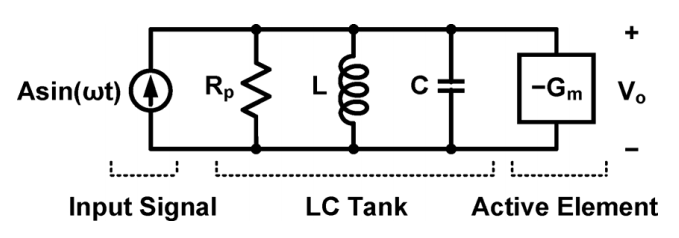 +
Asin(ωt) Rp L C −Gm Vo
−
Input Signal LC Tank Active Element